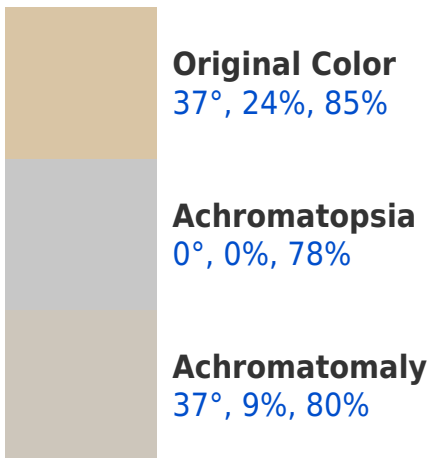 Original Color
37°, 24%, 85%
Achromatopsia
0°, 0%, 78%
Achromatomaly
37°, 9%, 80%